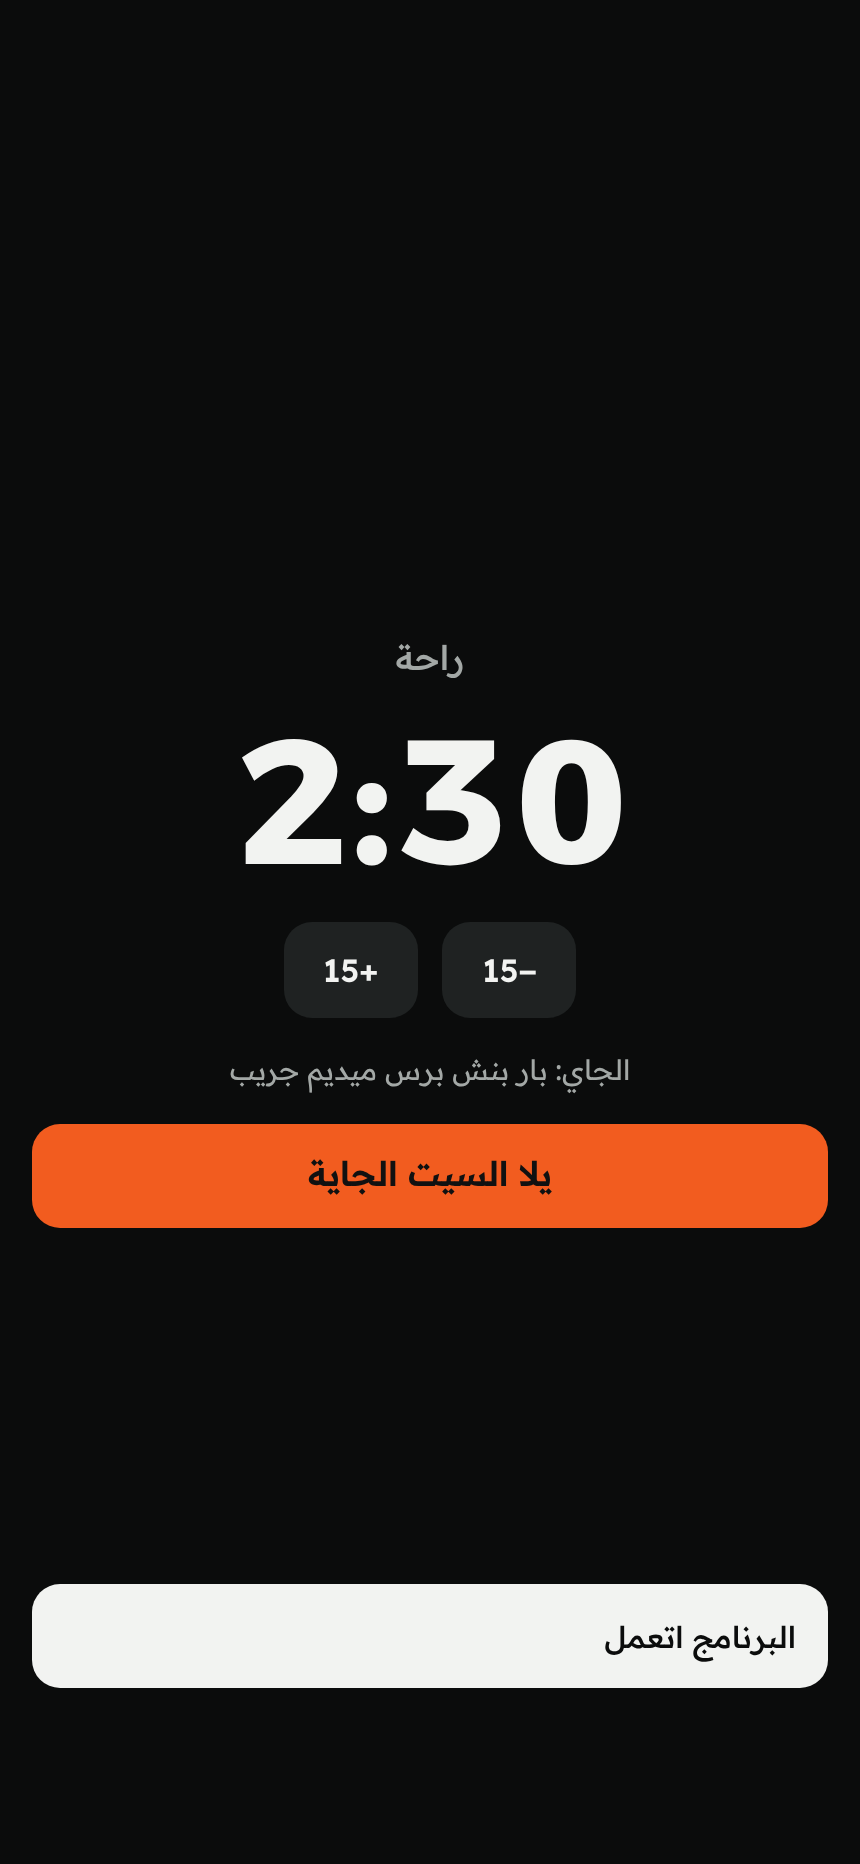 راحة
2:30
−15
+15
الجاي: بار بنش برس ميديم جريب
يلا السيت الجاية
البرنامج اتعمل